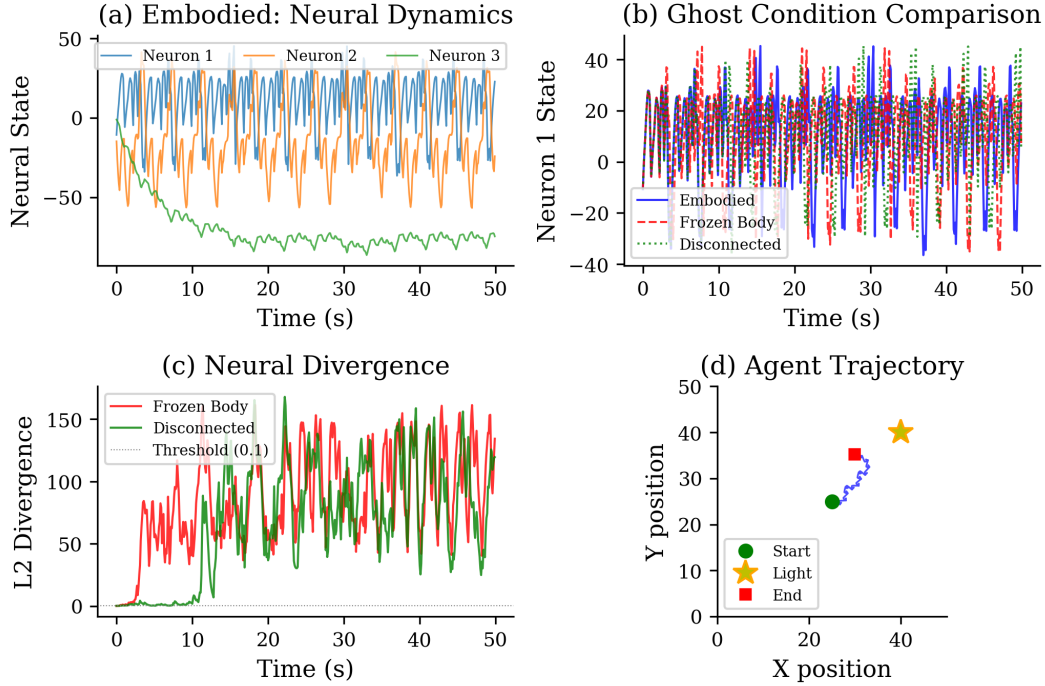 (a) Embodied: Neural Dynamics
50
0
−50
Neural State
Neuron 1
Neuron 2
Neuron 3
0 10 20 30 40 50
Time (s)
(b) Ghost Condition Comparison
40
20
0
−20
−40
Neuron 1 State
Embodied
Frozen Body
Disconnected
0 10 20 30 40 50
Time (s)
(c) Neural Divergence
150
100
50
0
L2 Divergence
Frozen Body
Disconnected
Threshold (0.1)
0 10 20 30 40 50
Time (s)
(d) Agent Trajectory
50
40
30
20
10
0
Y position
Start
Light
End
0 20 40
X position